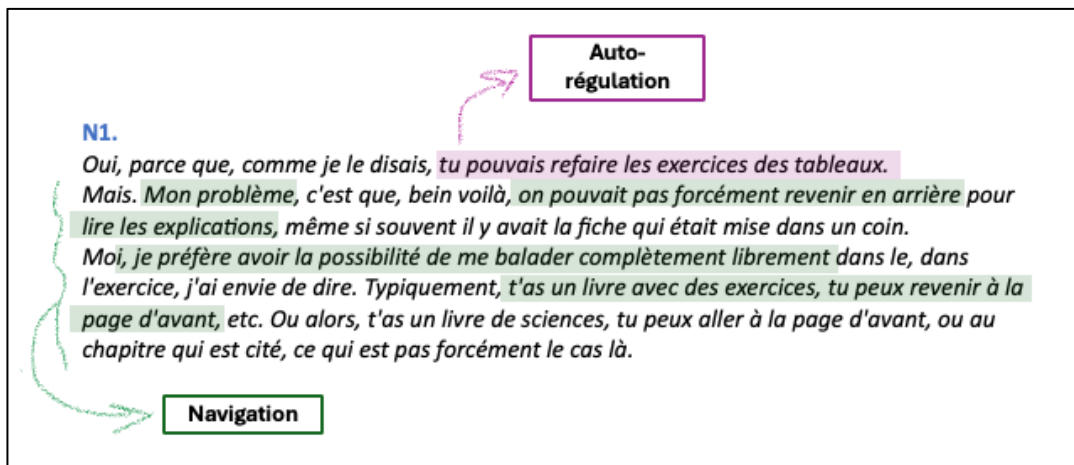 Auto-
régulation
N1.
Oui, parce que, comme je le disais, tu pouvais refaire les exercices des tableaux.
Mais. Mon problème, c'est que, bein voilà, on pouvait pas forcément revenir en arrière pour
lire les explications, même si souvent il y avait la fiche qui était mise dans un coin.
Moi, je préfère avoir la possibilité de me balader complètement librement dans le, dans
l'exercice, j'ai envie de dire. Typiquement, t'as un livre avec des exercices, tu peux revenir à la
page d'avant, etc. Ou alors, t'as un livre de sciences, tu peux aller à la page d'avant, ou au
chapitre qui est cité, ce qui est pas forcément le cas là.
Navigation